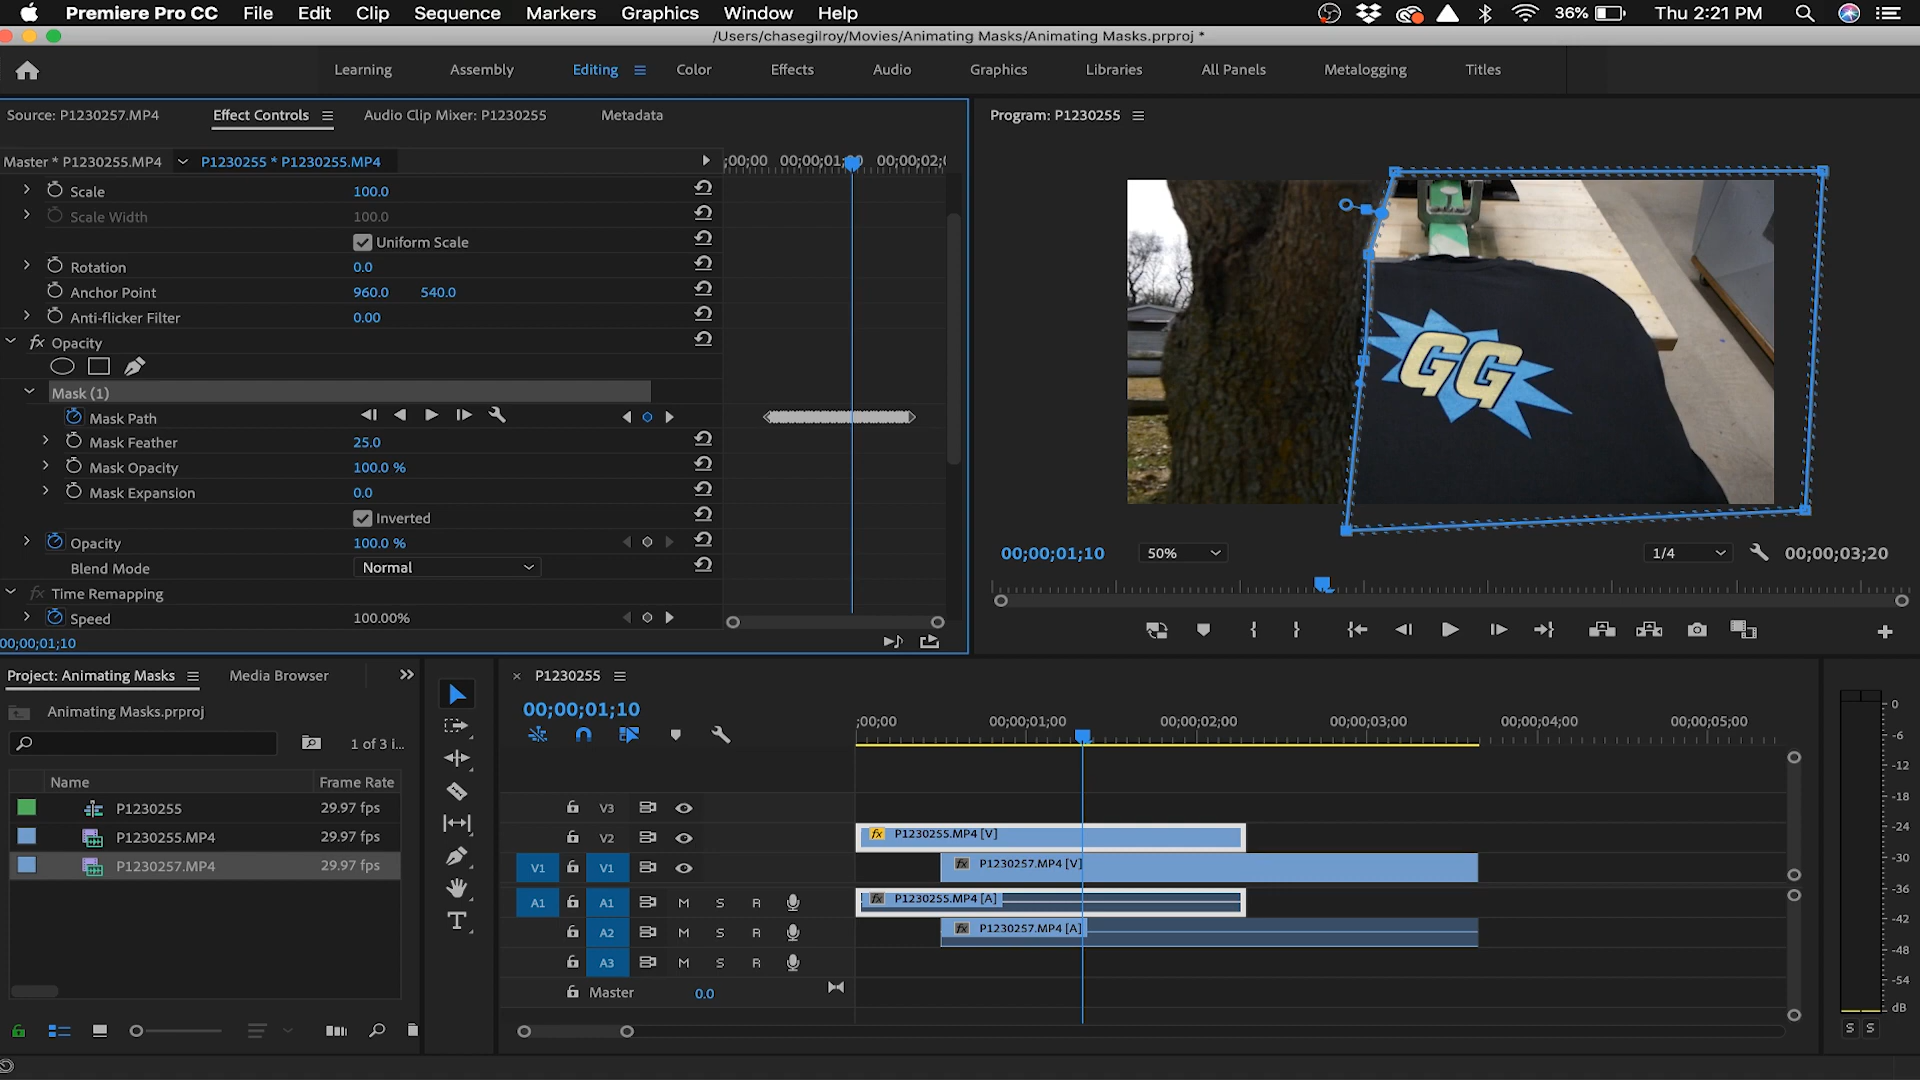 Premiere Pro CC File Edit Clip Sequence Markers Graphics Window Help 36% Thu 2:21 PM
/Users/chasegilroy/Movies/Animating Masks/Animating Masks.prproj *
Learning Assembly Editing Color Effects Audio Graphics Libraries All Panels Metalogging Titles
Source: P1230257.MP4 Effect Controls Audio Clip Mixer: P1230255 Metadata
Program: P1230255
Master * P1230255.MP4 P1230255 * P1230255.MP4
;00;00 00;00;01;00 00;00;02;0
Scale 100.0
Scale Width 100.0
Uniform Scale
Rotation 0.0
Anchor Point 960.0 540.0
Anti-flicker Filter 0.00
fx Opacity
Mask (1)
Mask Path
Mask Feather 25.0
Mask Opacity 100.0 %
Mask Expansion 0.0
Inverted
Opacity 100.0 %
Blend Mode Normal
fx Time Remapping
Speed 100.00%
00;00;01;10
GG
00;00;01;10 50% 1/4 00;00;03;20
Project: Animating Masks Media Browser
Animating Masks.prproj
1 of 3 i...
Name Frame Rate
P1230255 29.97 fps
P1230255.MP4 29.97 fps
P1230257.MP4 29.97 fps
T
× P1230255
00;00;01;10
;00;00 00;00;01;00 00;00;02;00 00;00;03;00 00;00;04;00 00;00;05;00
V3
V2 fx P1230255.MP4 [V]
V1 V1 fx P1230257.MP4 [V]
A1 A1 M S R fx P1230255.MP4 [A]
A2 M S R fx P1230257.MP4 [A]
A3 M S R
Master 0.0
0
-6
-12
-18
-24
-30
-36
-42
-48
-54
dB
S S